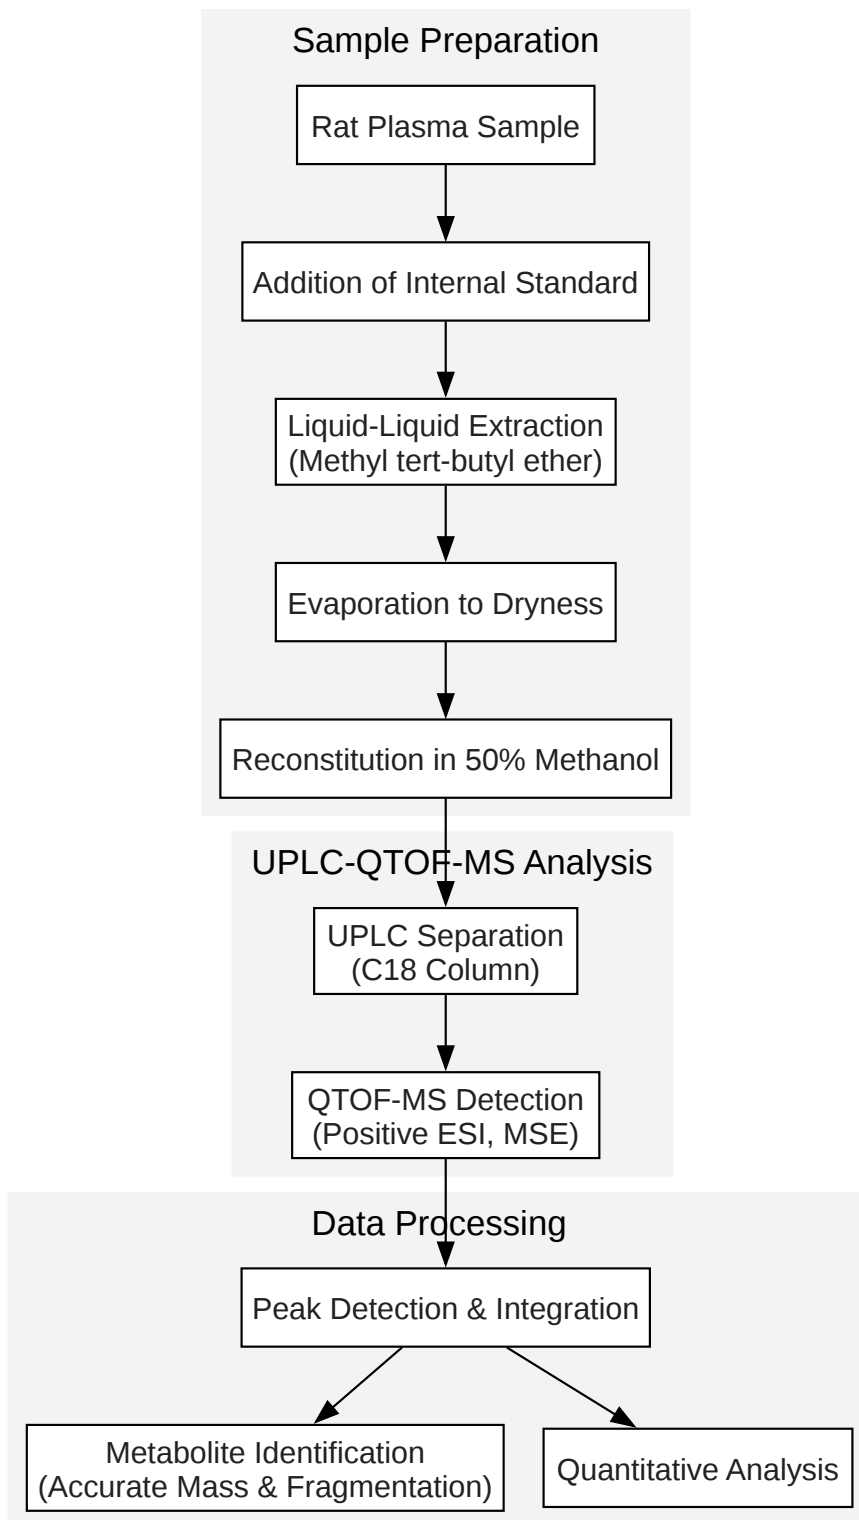 Sample Preparation
Rat Plasma Sample
Addition of Internal Standard
Liquid-Liquid Extraction
(Methyl tert-butyl ether)
Evaporation to Dryness
Reconstitution in 50% Methanol
UPLC-QTOF-MS Analysis
UPLC Separation
(C18 Column)
QTOF-MS Detection
(Positive ESI, MSE)
Data Processing
Peak Detection & Integration
Metabolite Identification
(Accurate Mass & Fragmentation)
Quantitative Analysis